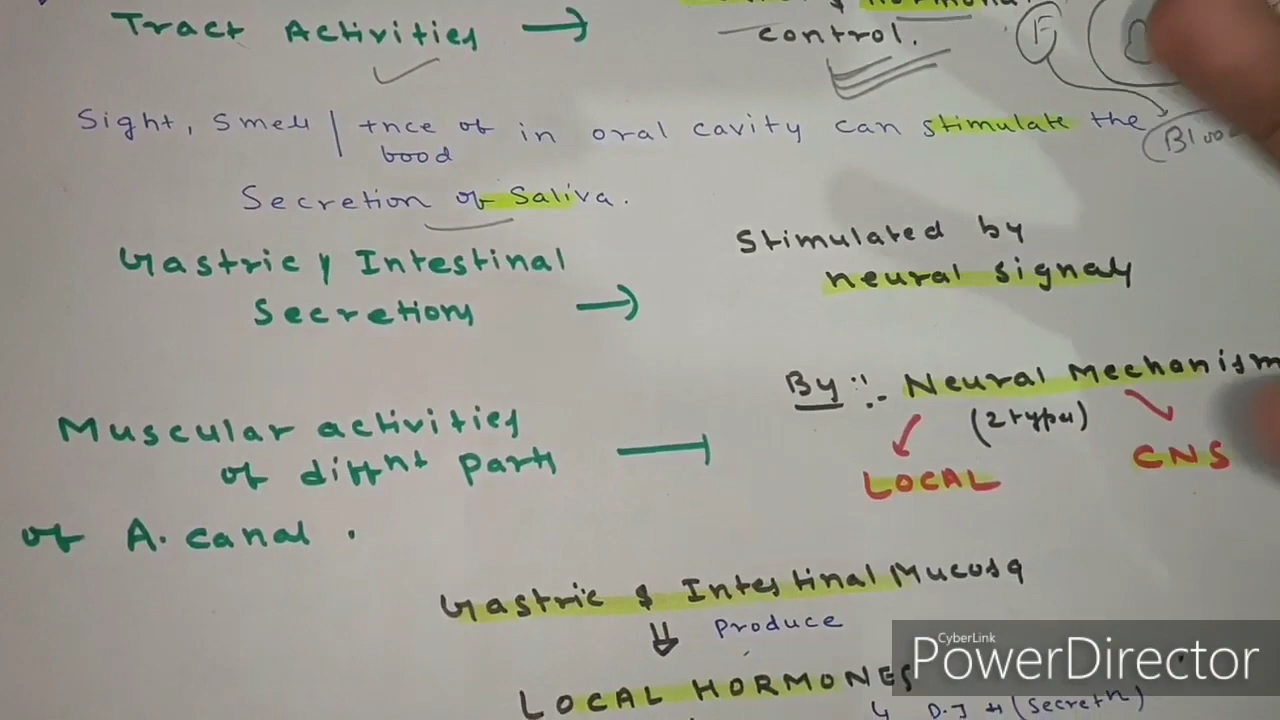 Tract Activities → control.
F
Sight, smell / tnce of in oral cavity can stimulate the
food
Secretion of Saliva.
Gastric & Intestinal
Secretions →
Stimulated by
neural signals
Muscular activities
of diffnt parts
of A. canal.
By :- Neural Mechanism
(2 types)
LOCAL
CNS
Gastric & Intestinal Mucosa
⇓ Produce
LOCAL HORMONES
CyberLink
PowerDirector